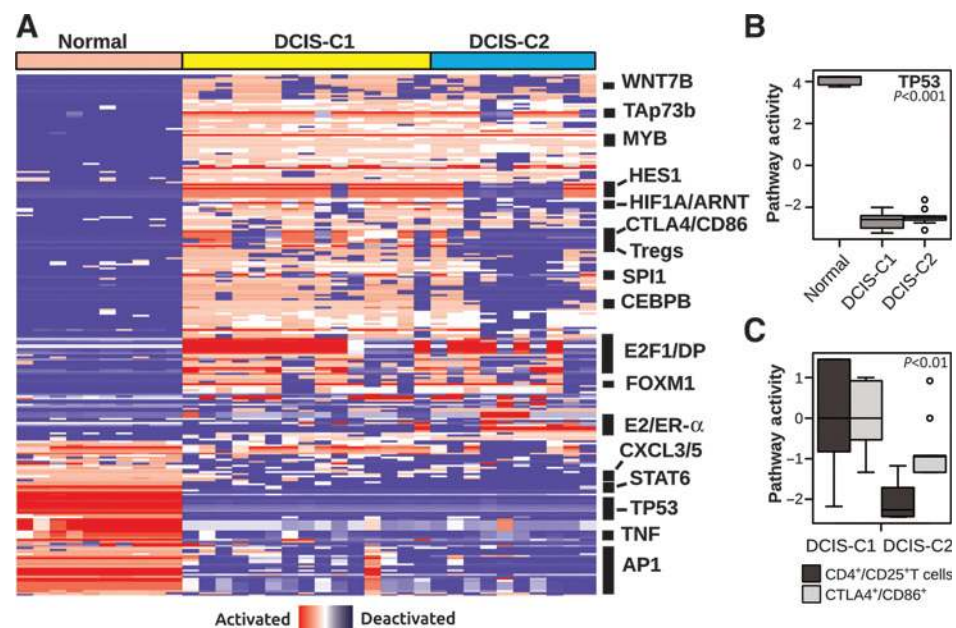 A
Normal
DCIS-C1
DCIS-C2
WNT7B
TAp73b
MYB
HES1
HIF1A/ARNT
CTLA4/CD86
Tregs
SPI1
CEBPB
E2F1/DP
FOXM1
E2/ER-α
CXCL3/5
STAT6
TP53
TNF
AP1
Activated
Deactivated
B
Pathway activity
4
2
0
−2
TP53
P<0.001
Normal
DCIS-C1
DCIS-C2
C
Pathway activity
1
0
−1
−2
P<0.01
DCIS-C1 DCIS-C2
CD4⁺/CD25⁺T cells
CTLA4⁺/CD86⁺